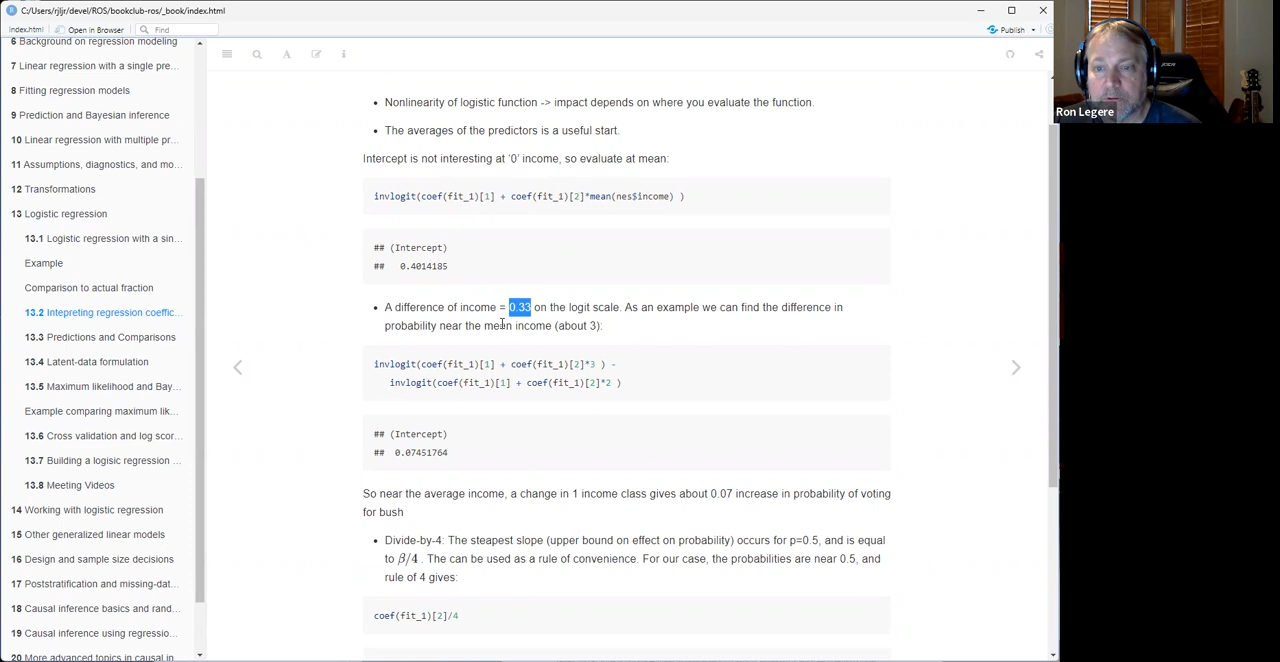 C:/Users/rjljr/devel/ROS/bookclub-ros/_book/index.html
Index.html
Open in Browser
Find
Publish
6 Background on regression modeling
7 Linear regression with a single pre...
8 Fitting regression models
9 Prediction and Bayesian inference
10 Linear regression with multiple pr...
11 Assumptions, diagnostics, and mo...
12 Transformations
13 Logistic regression
13.1 Logistic regression with a sin...
Example
Comparison to actual fraction
13.2 Intepreting regression coeffic...
13.3 Predictions and Comparisons
13.4 Latent-data formulation
13.5 Maximum likelihood and Bay...
Example comparing maximum lik...
13.6 Cross validation and log scor...
13.7 Building a logisic regression ...
13.8 Meeting Videos
14 Working with logistic regression
15 Other generalized linear models
16 Design and sample size decisions
17 Poststratification and missing-dat...
18 Causal inference basics and rand...
19 Causal inference using regressio...
20 More advanced topics in causal in
• Nonlinearity of logistic function -> impact depends on where you evaluate the function.
• The averages of the predictors is a useful start.
Intercept is not interesting at '0' income, so evaluate at mean:
invlogit(coef(fit_1)[1] + coef(fit_1)[2]*mean(nes$income) )
## (Intercept)
## 0.4014185
• A difference of income = 0.33 on the logit scale. As an example we can find the difference in
probability near the mean income (about 3):
invlogit(coef(fit_1)[1] + coef(fit_1)[2]*3 ) -
invlogit(coef(fit_1)[1] + coef(fit_1)[2]*2 )
## (Intercept)
## 0.07451764
So near the average income, a change in 1 income class gives about 0.07 increase in probability of voting
for bush
• Divide-by-4: The steapest slope (upper bound on effect on probability) occurs for p=0.5, and is equal
to β/4 . The can be used as a rule of convenience. For our case, the probabilities are near 0.5, and
rule of 4 gives:
coef(fit_1)[2]/4
Ron Legere